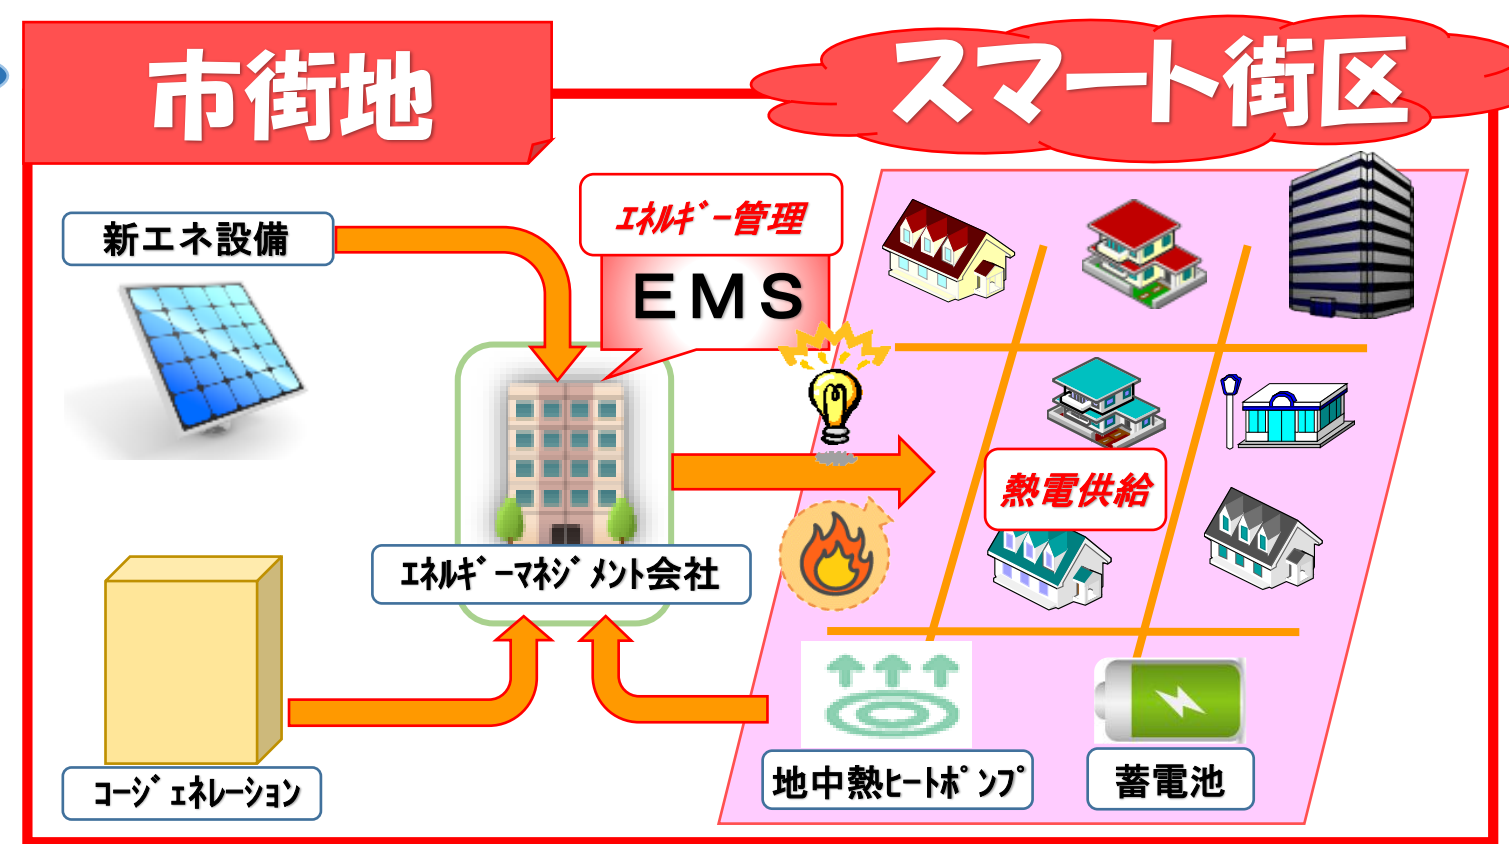 市街地
スマート街区
新エネ設備
ｴﾈﾙｷﾞｰ管理
ＥＭＳ
熱電供給
ｴﾈﾙｷﾞｰﾏﾈｼﾞﾒﾝﾄ会社
ｺｰｼﾞｪﾈﾚｰｼｮﾝ
地中熱ﾋｰﾄﾎﾟﾝﾌﾟ
蓄電池